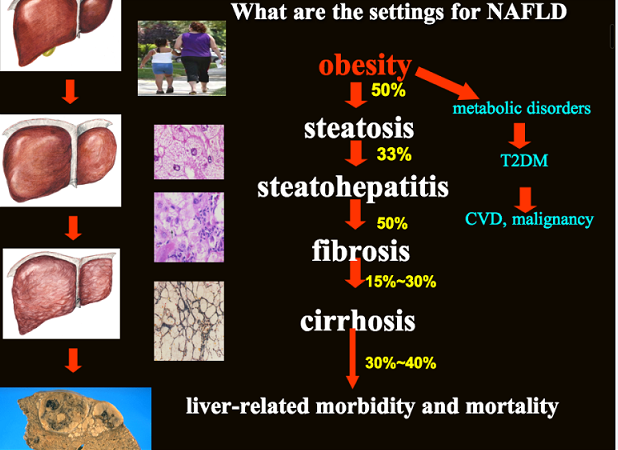 What are the settings for NAFLD
obesity
50%
metabolic disorders
steatosis
33%
T2DM
steatohepatitis
50%
CVD, malignancy
fibrosis
15%~30%
cirrhosis
30%~40%
liver-related morbidity and mortality